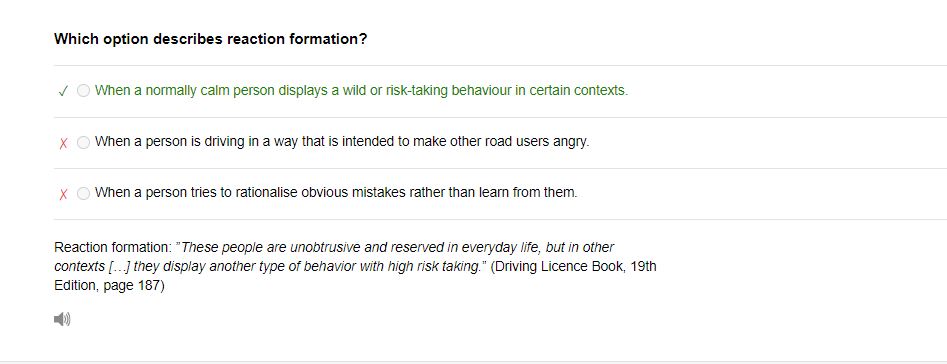 Which option describes reaction formation?
When a normally calm person displays a wild or risk-taking behaviour in certain contexts.
When a person is driving in a way that is intended to make other road users angry.
When a person tries to rationalise obvious mistakes rather than learn from them.
Reaction formation: "These people are unobtrusive and reserved in everyday life, but in other
contexts [...] they display another type of behavior with high risk taking." (Driving Licence Book, 19th
Edition, page 187)